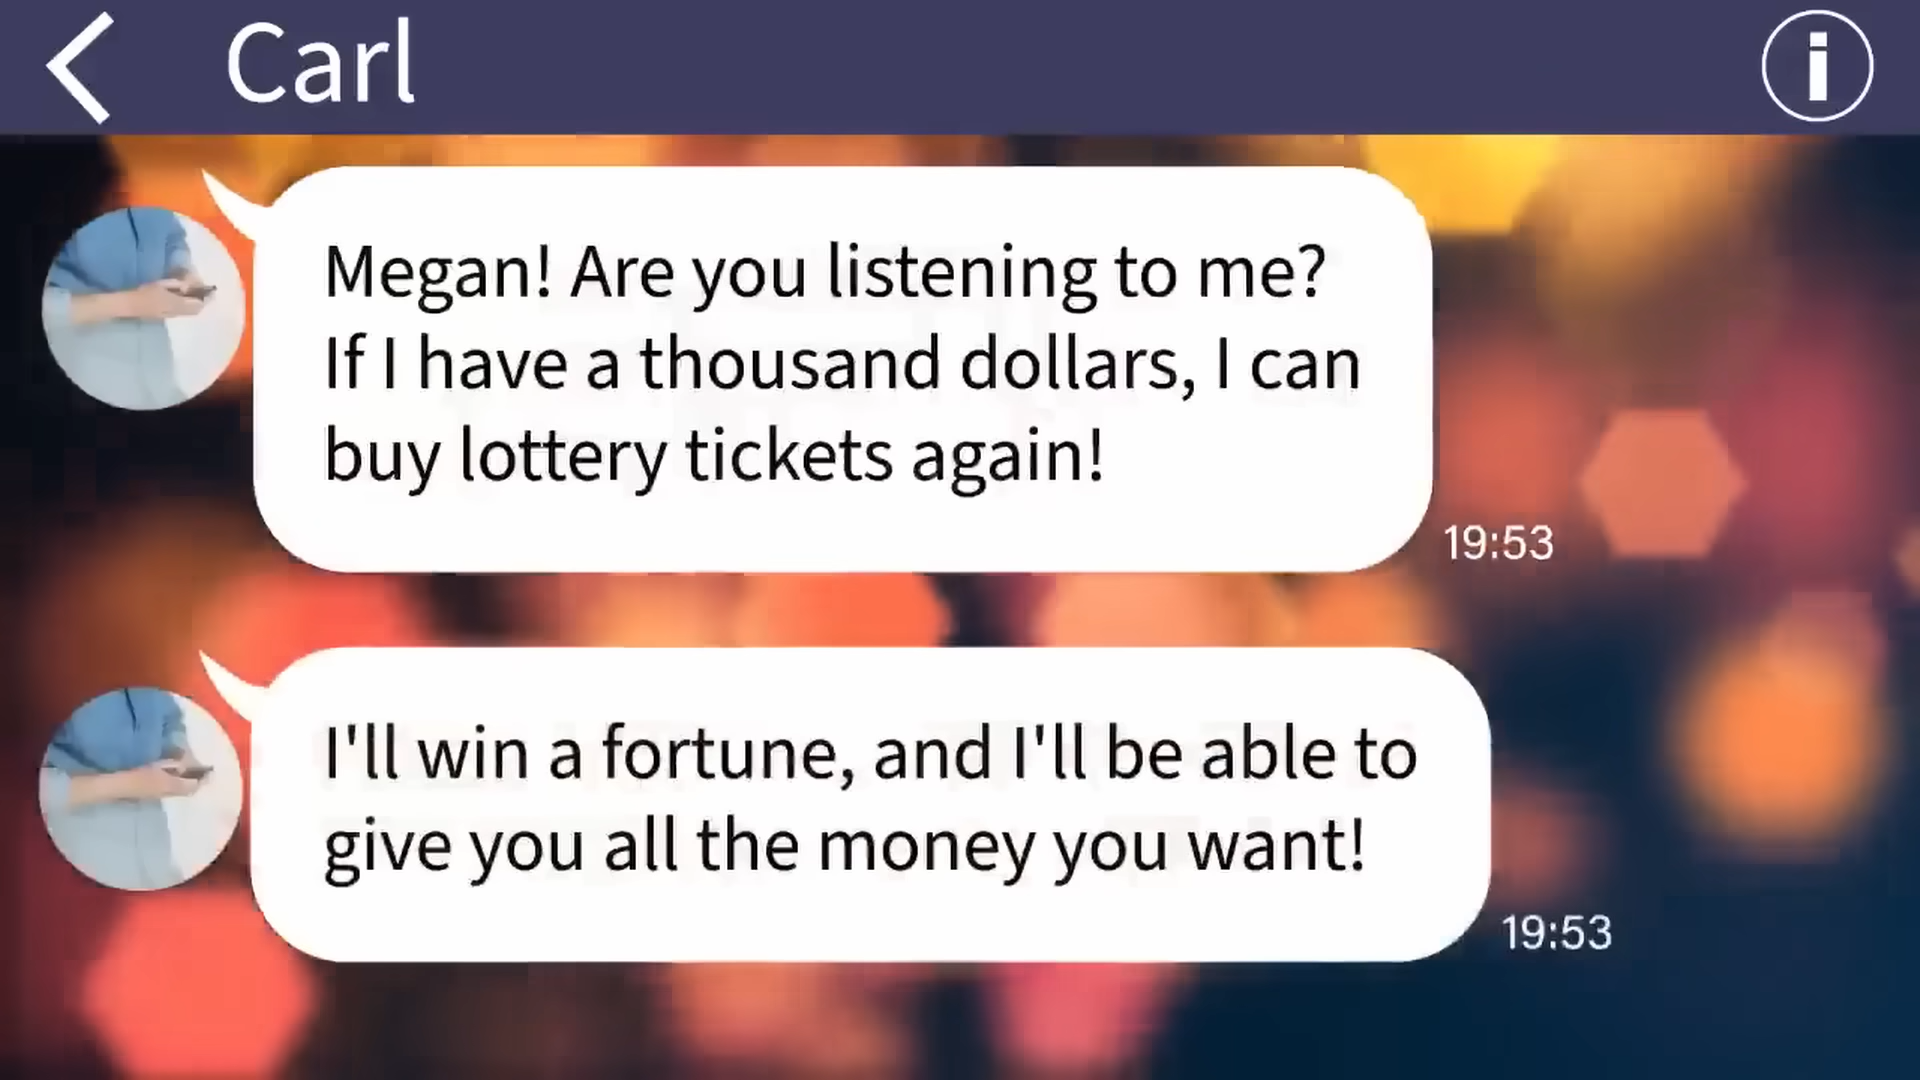 Carl
Megan! Are you listening to me?
If I have a thousand dollars, I can
buy lottery tickets again!
19:53
I'll win a fortune, and I'll be able to
give you all the money you want!
19:53